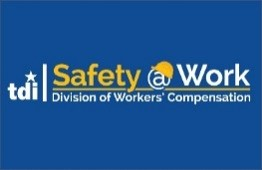 tdi
Safety @ Work
Division of Workers' Compensation